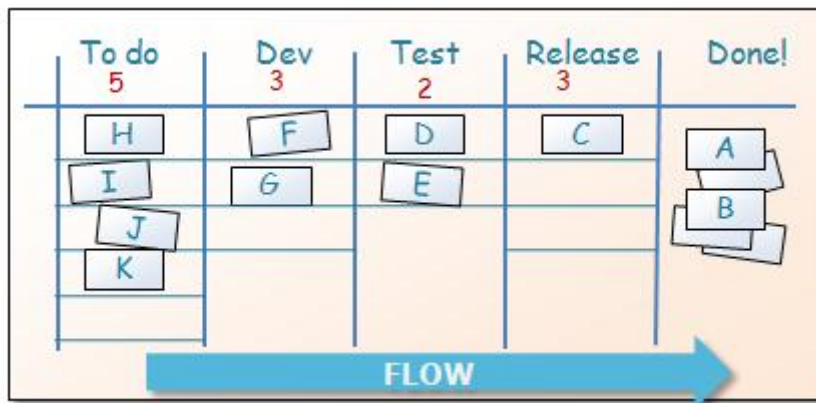 To do Dev Test Release Done!
5 3 2 3
H F D C A
I G E
J B
K
FLOW